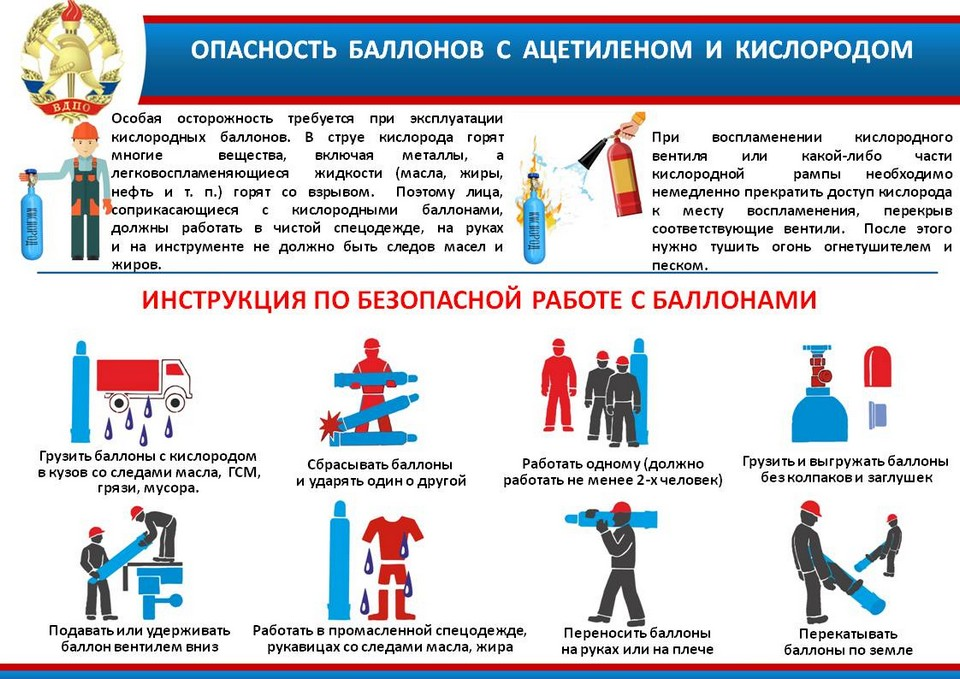 ВДПО
ОПАСНОСТЬ БАЛЛОНОВ С АЦЕТИЛЕНОМ И КИСЛОРОДОМ
Особая осторожность требуется при эксплуатации
кислородных баллонов. В струе кислорода горят
многие вещества, включая металлы, а
легковоспламеняющиеся жидкости (масла, жиры,
нефть и т. п.) горят со взрывом. Поэтому лица,
соприкасающиеся с кислородными баллонами,
должны работать в чистой спецодежде, на руках
и на инструменте не должно быть следов масел и
жиров.
КИСЛОРОД
При воспламенении кислородного
вентиля или какой-либо части
кислородной рампы необходимо
немедленно прекратить доступ кислорода
к месту воспламенения, перекрыв
соответствующие вентили. После этого
нужно тушить огонь огнетушителем и
песком.
КИСЛОРОД
ИНСТРУКЦИЯ ПО БЕЗОПАСНОЙ РАБОТЕ С БАЛЛОНАМИ
Грузить баллоны с кислородом
в кузов со следами масла, ГСМ,
грязи, мусора.
Сбрасывать баллоны
и ударять один о другой
Работать одному (должно
работать не менее 2-х человек)
Грузить и выгружать баллоны
без колпаков и заглушек
Подавать или удерживать
баллон вентилем вниз
Работать в промасленной спецодежде,
рукавицах со следами масла, жира
Переносить баллоны
на руках или на плече
Перекатывать
баллоны по земле